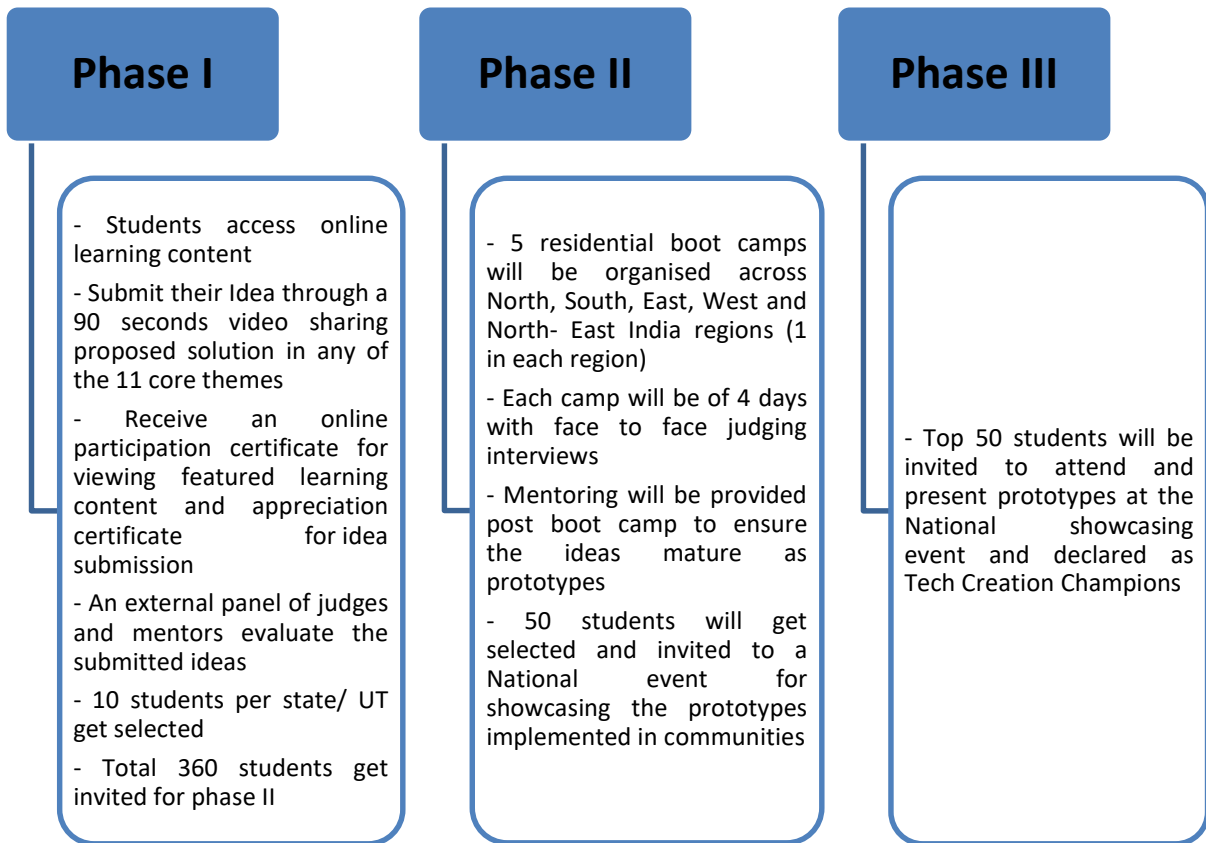 Phase I
- Students access online
learning content
- Submit their Idea through a
90 seconds video sharing
proposed solution in any of
the 11 core themes
- Receive an online
participation certificate for
viewing featured learning
content and appreciation
certificate for idea
submission
- An external panel of judges
and mentors evaluate the
submitted ideas
- 10 students per state/ UT
get selected
- Total 360 students get
invited for phase II
Phase II
- 5 residential boot camps
will be organised across
North, South, East, West and
North- East India regions (1
in each region)
- Each camp will be of 4 days
with face to face judging
interviews
- Mentoring will be provided
post boot camp to ensure
the ideas mature as
prototypes
- 50 students will get
selected and invited to a
National event for
showcasing the prototypes
implemented in communities
Phase III
- Top 50 students will be
invited to attend and
present prototypes at the
National showcasing
event and declared as
Tech Creation Champions